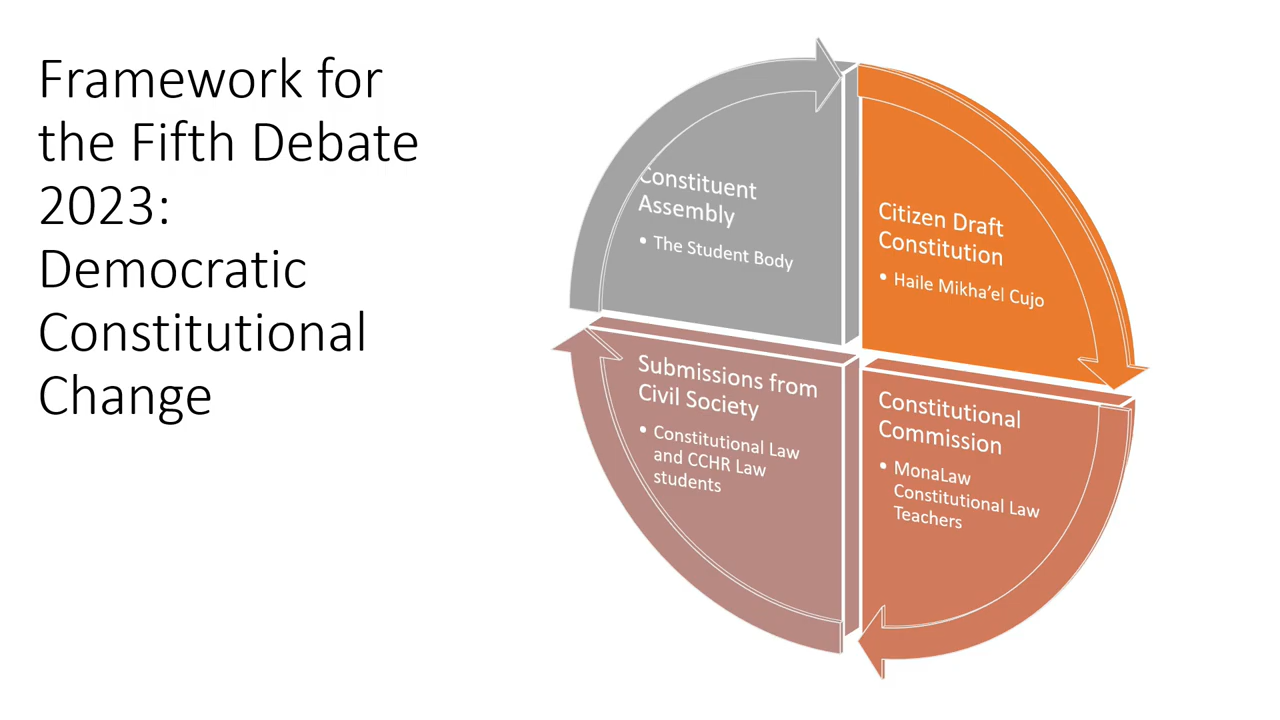 Framework for
the Fifth Debate
2023:
Democratic
Constitutional
Change
Constituent
Assembly
• The Student Body
Citizen Draft
Constitution
• Haile Mikha’el Cujo
Submissions from
Civil Society
• Constitutional Law
and CCHR Law
students
Constitutional
Commission
• MonaLaw
Constitutional Law
Teachers